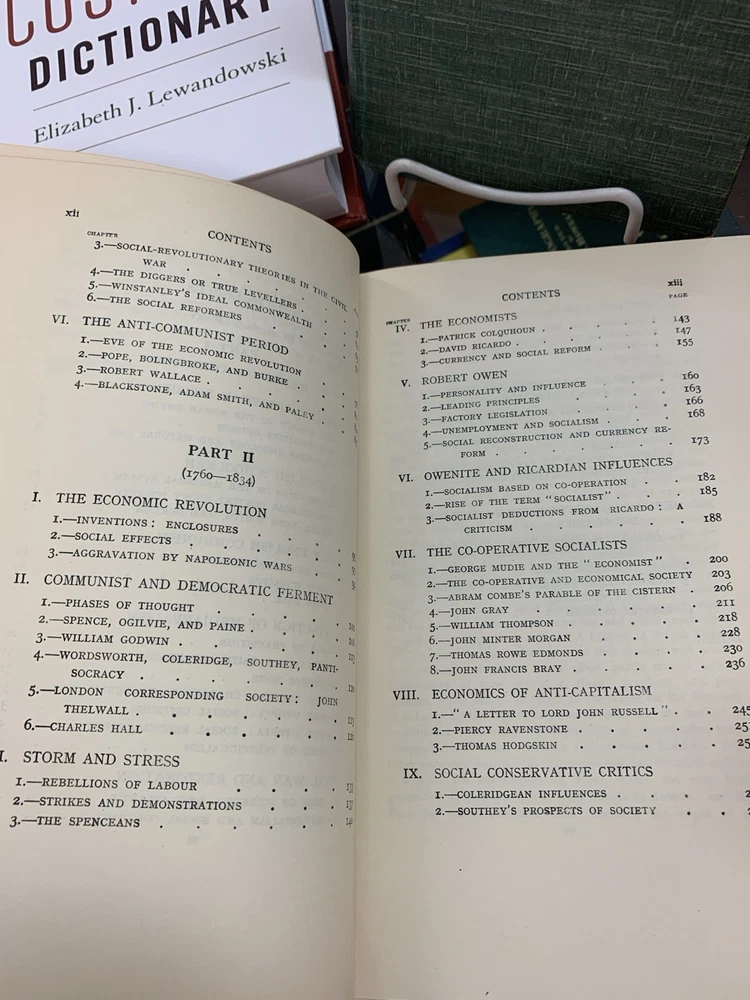 DICTIONARY
Elizabeth J. Lewandowski
xii
CONTENTS
CHAPTER
3.—SOCIAL-REVOLUTIONARY THEORIES IN THE CIVIL
WAR
4.—THE DIGGERS OR TRUE LEVELLERS
5.—WINSTANLEY'S IDEAL COMMONWEALTH
6.—THE SOCIAL REFORMERS
VI. THE ANTI-COMMUNIST PERIOD
1.—EVE OF THE ECONOMIC REVOLUTION
2.—POPE, BOLINGBROKE, AND BURKE
3.—ROBERT WALLACE
4.—BLACKSTONE, ADAM SMITH, AND PALEY
PART II
(1760—1834)
I. THE ECONOMIC REVOLUTION
1.—INVENTIONS: ENCLOSURES
2.—SOCIAL EFFECTS
3.—AGGRAVATION BY NAPOLEONIC WARS
II. COMMUNIST AND DEMOCRATIC FERMENT
1.—PHASES OF THOUGHT
2.—SPENCE, OGILVIE, AND PAINE
3.—WILLIAM GODWIN
4.—WORDSWORTH, COLERIDGE, SOUTHEY, PANTI-
SOCRACY
5.—LONDON CORRESPONDING SOCIETY: JOHN
THELWALL
6.—CHARLES HALL
I. STORM AND STRESS
1.—REBELLIONS OF LABOUR
2.—STRIKES AND DEMONSTRATIONS
3.—THE SPENCEANS
CONTENTS
xiii
CHAPTER PAGE
IV. THE ECONOMISTS
1.—PATRICK COLQUHOUN 143
2.—DAVID RICARDO 147
3.—CURRENCY AND SOCIAL REFORM 155
V. ROBERT OWEN
1.—PERSONALITY AND INFLUENCE 160
2.—LEADING PRINCIPLES 163
3.—FACTORY LEGISLATION 166
4.—UNEMPLOYMENT AND SOCIALISM 168
5.—SOCIAL RECONSTRUCTION AND CURRENCY RE-
FORM 173
VI. OWENITE AND RICARDIAN INFLUENCES
1.—SOCIALISM BASED ON CO-OPERATION 182
2.—RISE OF THE TERM "SOCIALIST" 185
3.—SOCIALIST DEDUCTIONS FROM RICARDO: A
CRITICISM 188
VII. THE CO-OPERATIVE SOCIALISTS
1.—GEORGE MUDIE AND THE "ECONOMIST" 200
2.—THE CO-OPERATIVE AND ECONOMICAL SOCIETY 203
3.—ABRAM COMBE'S PARABLE OF THE CISTERN 206
4.—JOHN GRAY 211
5.—WILLIAM THOMPSON 218
6.—JOHN MINTER MORGAN 228
7.—THOMAS ROWE EDMONDS 230
8.—JOHN FRANCIS BRAY 236
VIII. ECONOMICS OF ANTI-CAPITALISM
1.—"A LETTER TO LORD JOHN RUSSELL" 245
2.—PIERCY RAVENSTONE
3.—THOMAS HODGSKIN
IX. SOCIAL CONSERVATIVE CRITICS
1.—COLERIDGEAN INFLUENCES
2.—SOUTHEY'S PROSPECTS OF SOCIETY